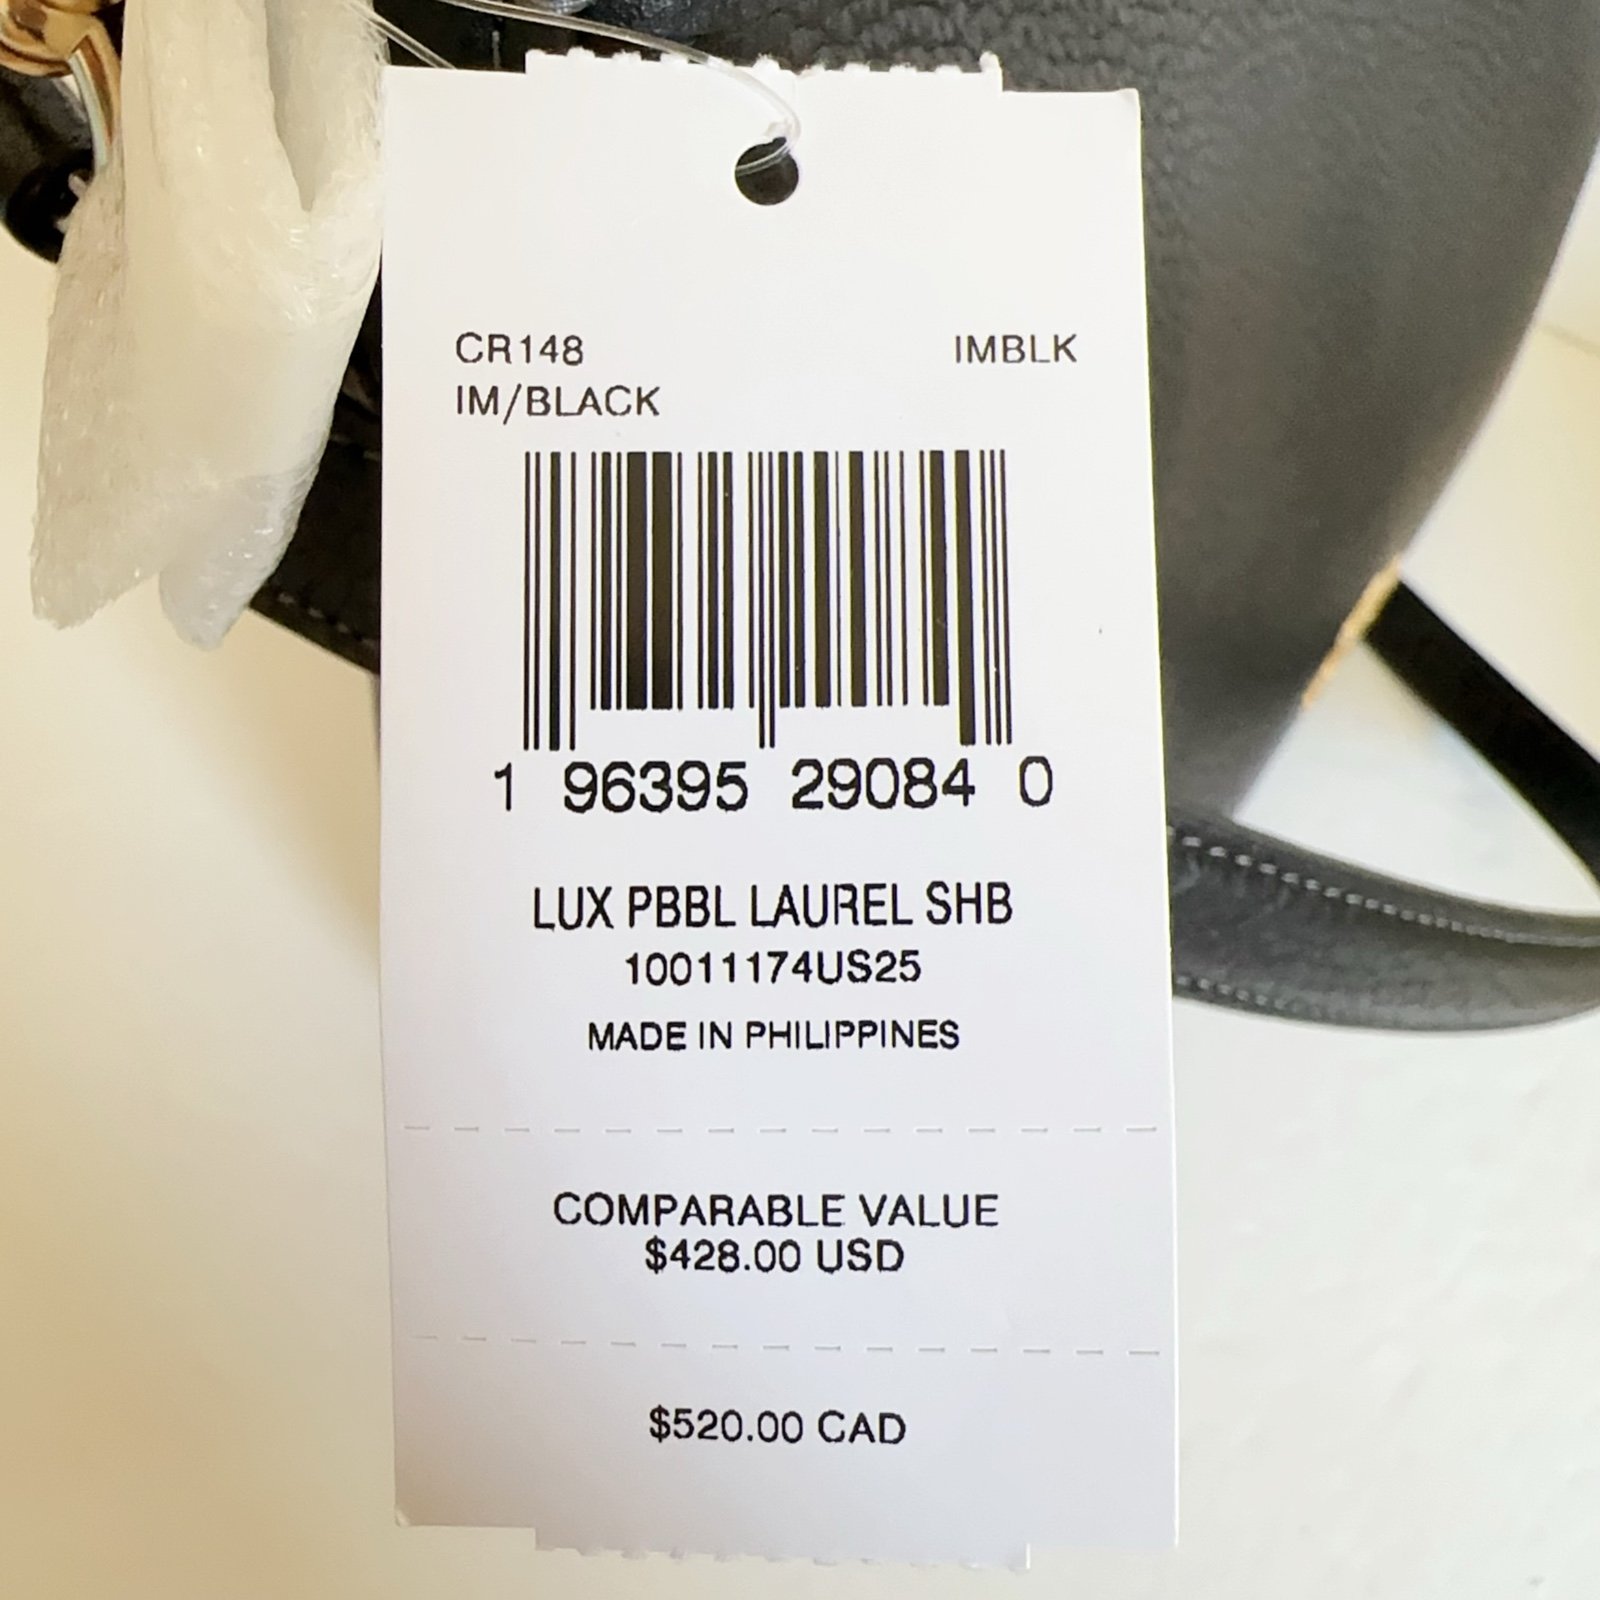 CR148 IMBLK
IM/BLACK
1 96395 29084 0
LUX PBBL LAUREL SHB
10011174US25
MADE IN PHILIPPINES
COMPARABLE VALUE
$428.00 USD
$520.00 CAD